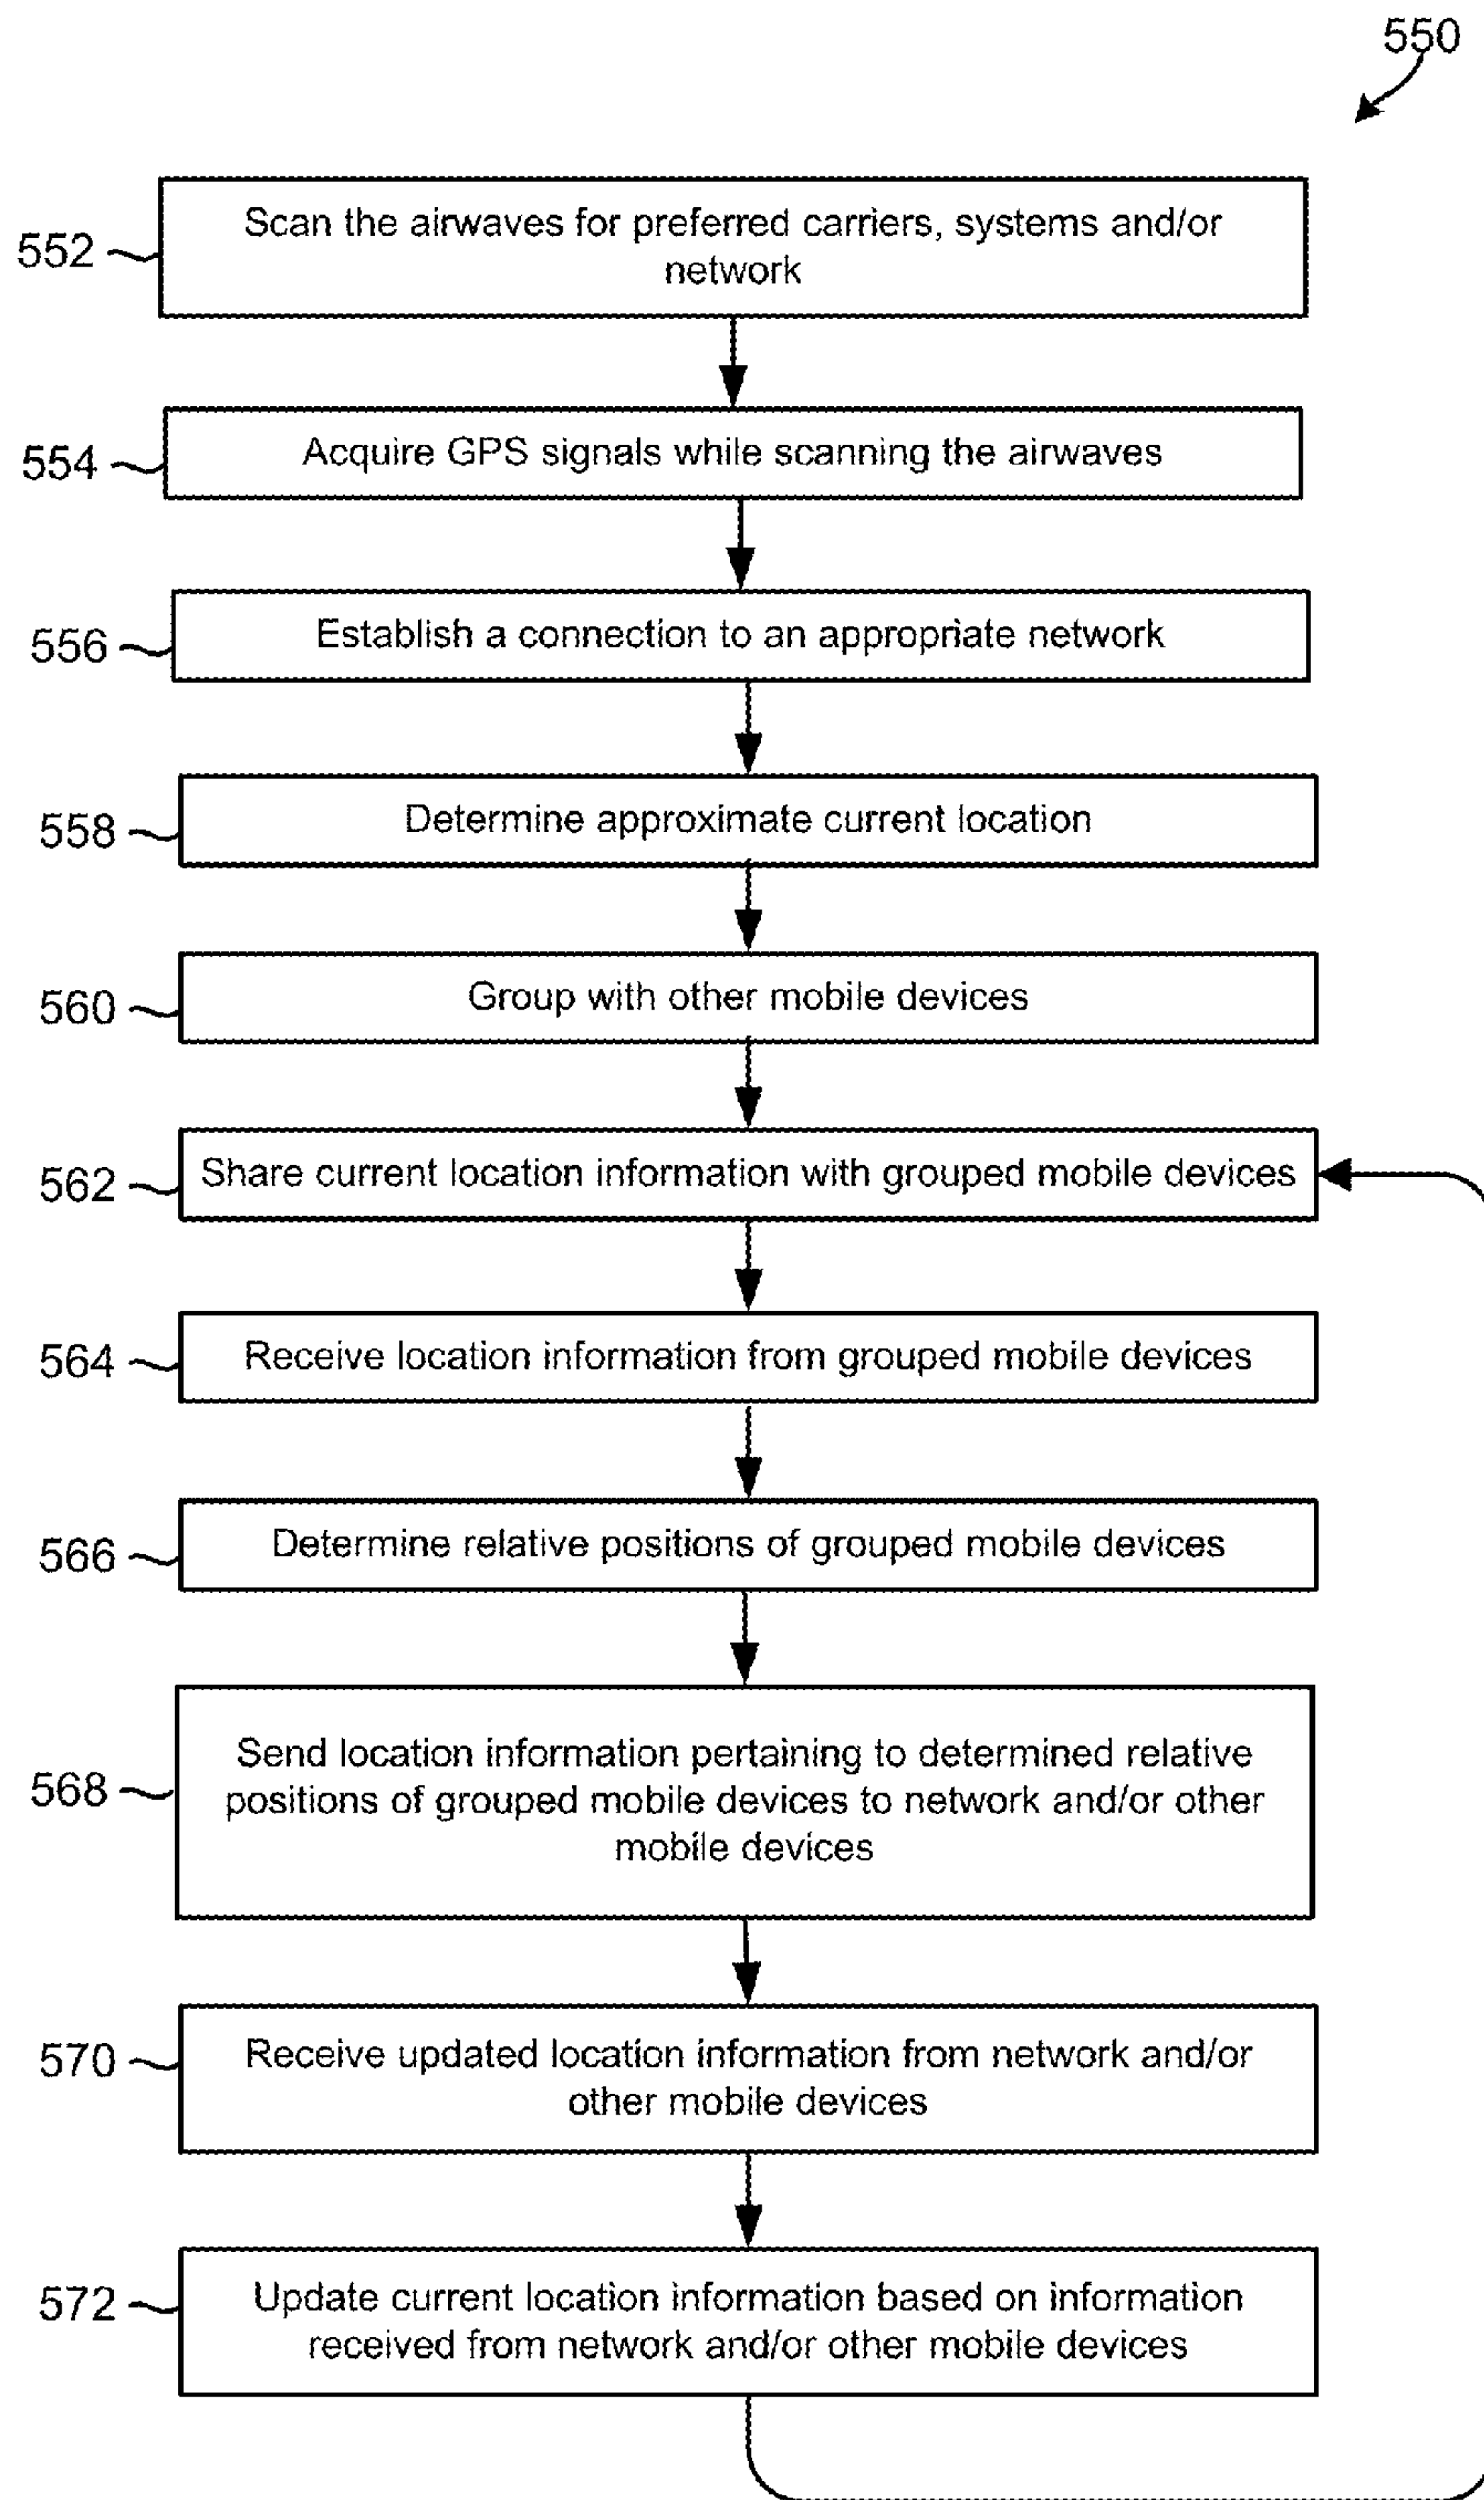 550
552
Scan the airwaves for preferred carriers, systems and/or
network
554
Acquire GPS signals while scanning the airwaves
556
Establish a connection to an appropriate network
558
Determine approximate current location
560
Group with other mobile devices
562
Share current location information with grouped mobile devices
564
Receive location information from grouped mobile devices
566
Determine relative positions of grouped mobile devices
568
Send location information pertaining to determined relative
positions of grouped mobile devices to network and/or other
mobile devices
570
Receive updated location information from network and/or
other mobile devices
572
Update current location information based on information
received from network and/or other mobile devices